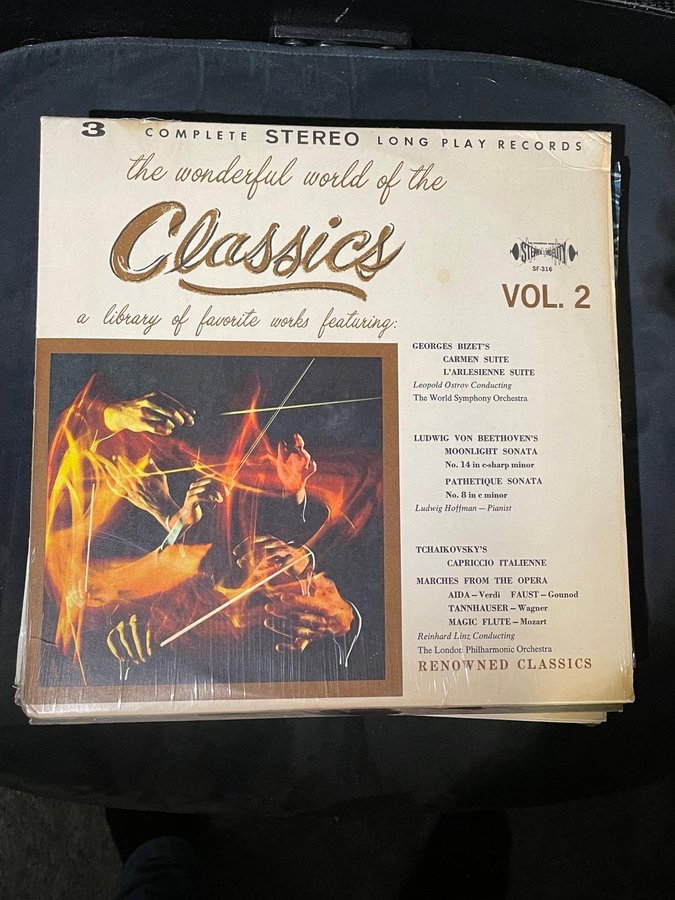 3 COMPLETE STEREO LONG PLAY RECORDS
the wonderful world of the
Classics
a library of favorite works featuring:
SF-316
VOL. 2
GEORGES BIZET'S
CARMEN SUITE
L'ARLESIENNE SUITE
Leopold Ostrov Conducting
The World Symphony Orchestra
LUDWIG VON BEETHOVEN'S
MOONLIGHT SONATA
No. 14 in c-sharp minor
PATHETIQUE SONATA
No. 8 in c minor
Ludwig Hoffman — Pianist
TCHAIKOVSKY'S
CAPRICCIO ITALIENNE
MARCHES FROM THE OPERA
AIDA — Verdi FAUST — Gounod
TANNHAUSER — Wagner
MAGIC FLUTE — Mozart
Reinhard Linz Conducting
The London Philharmonic Orchestra
RENOWNED CLASSICS